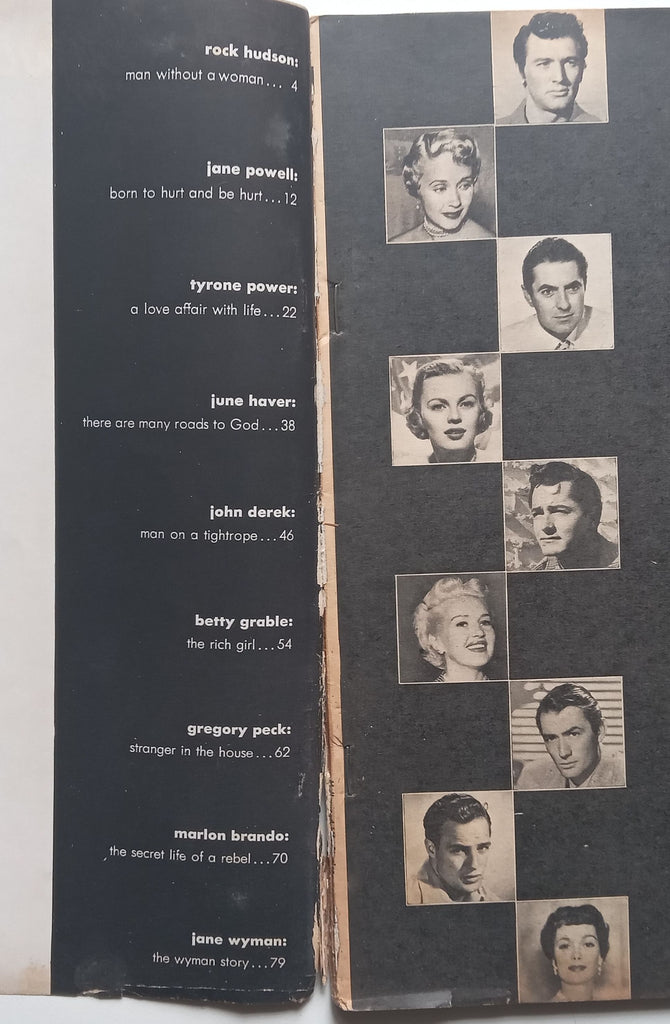 rock hudson:
man without a woman... 4
jane powell:
born to hurt and be hurt...12
tyrone power:
a love affair with life...22
june haver:
there are many roads to God...38
john derek:
man on a tightrope...46
betty grable:
the rich girl...54
gregory peck:
stranger in the house...62
marlon brando:
the secret life of a rebel...70
jane wyman:
the wyman story...79